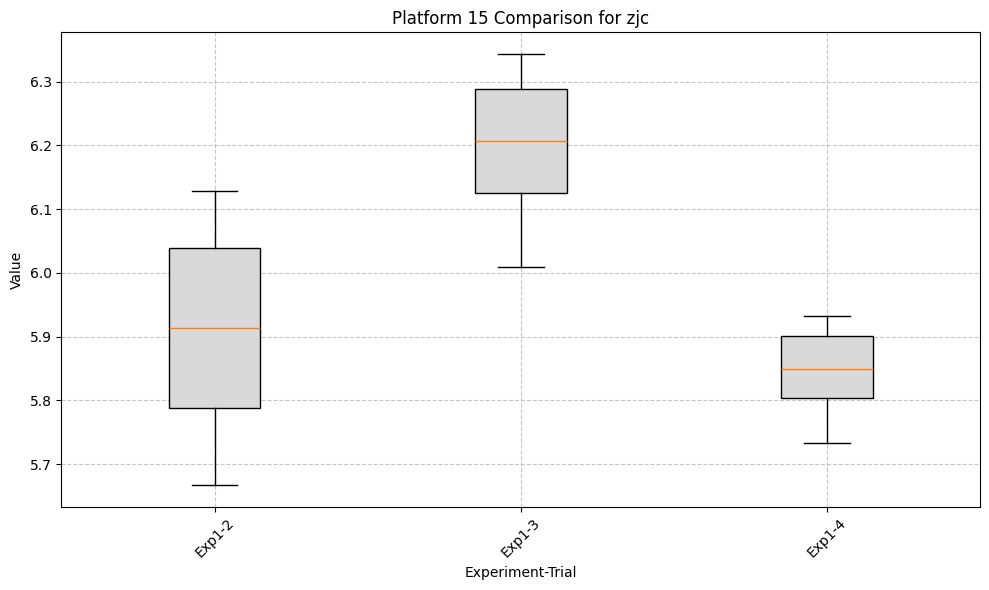 Platform 15 Comparison for zjc
Value
6.3
6.2
6.1
6.0
5.9
5.8
5.7
Exp1-2
Exp1-3
Exp1-4
Experiment-Trial